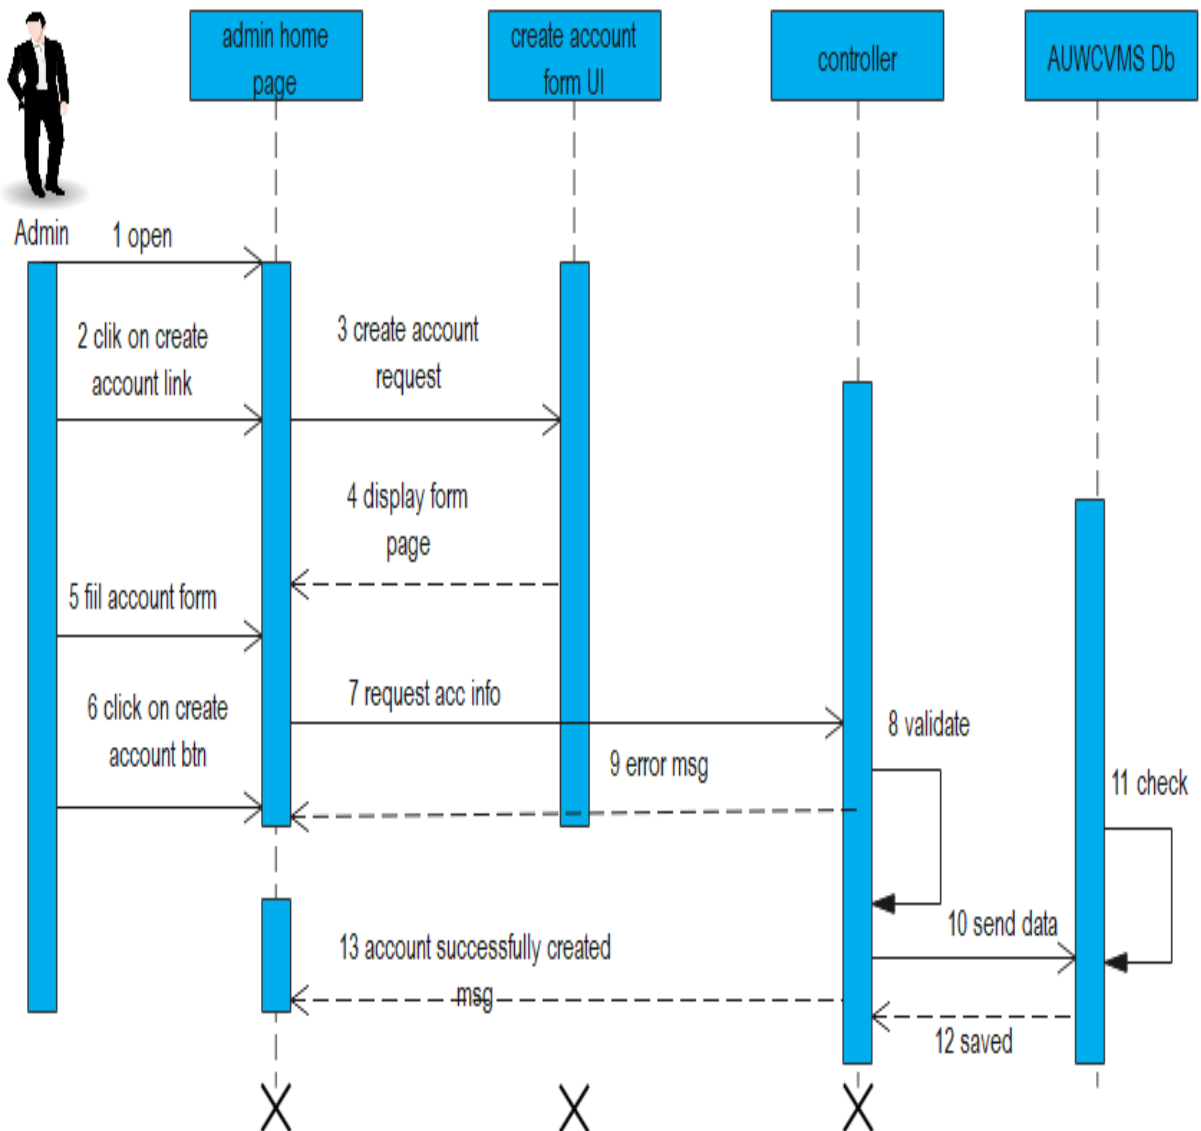 admin home
page
create account
form UI
controller
AUWCVMS Db
Admin
1 open
2 clik on create
account link
3 create account
request
4 display form
page
5 fiil account form
6 click on create
account btn
7 request acc info
8 validate
9 error msg
11 check
10 send data
13 account successfully created
msg
12 saved